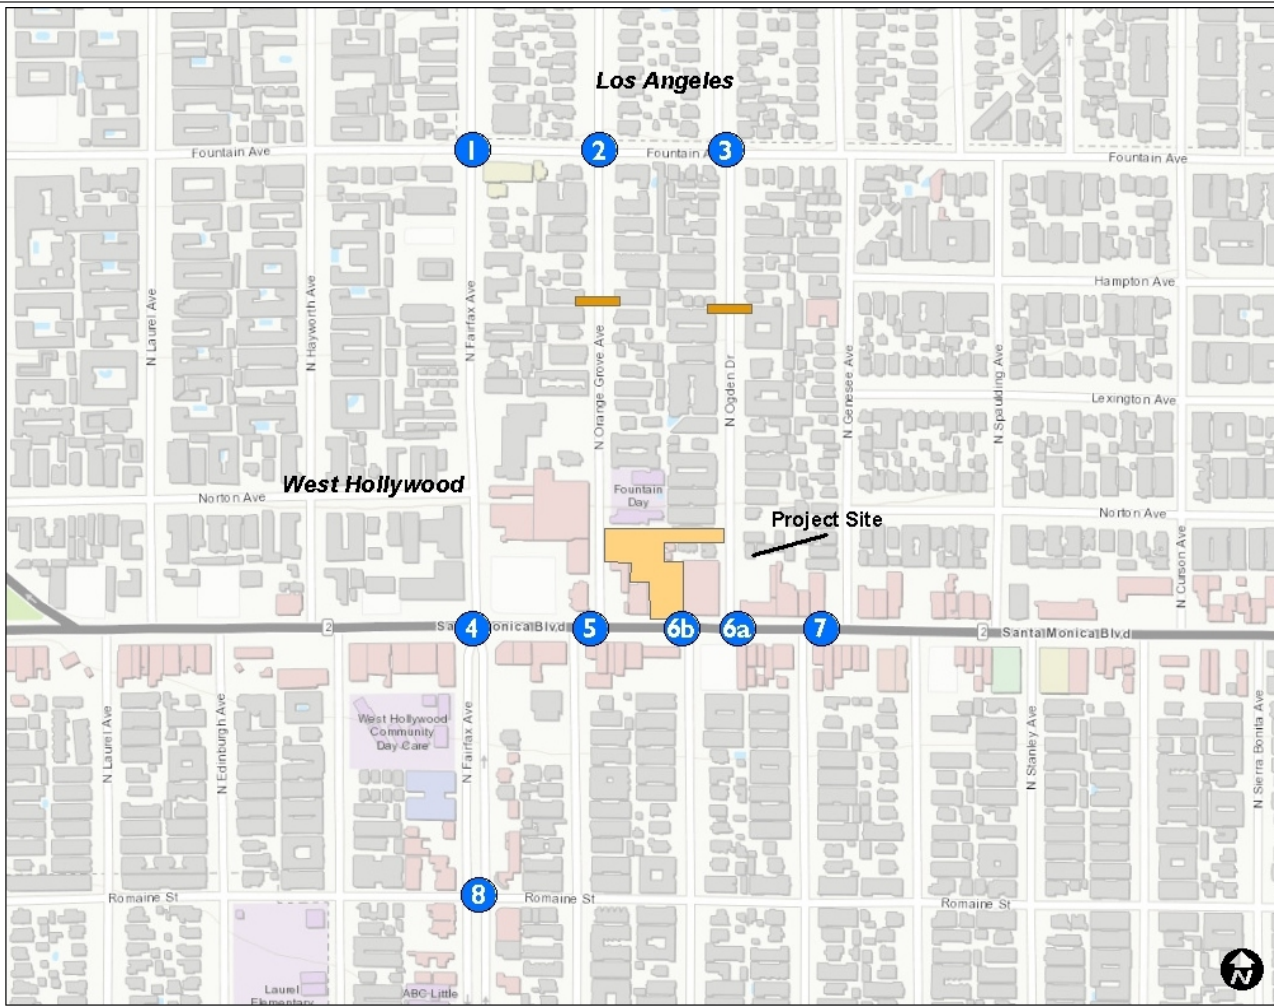 Los Angeles
1
2
3
Fountain Ave
Fountain A
Fountain Ave
Hampton Ave
N Laurel Ave
N Hayworth Ave
N Fairfax Ave
N Orange Grove Ave
N Ogden Dr
N Genesee Ave
N Spaulding Ave
Lexington Ave
West Hollywood
Norton Ave
Fountain
Day
Norton Ave
Project Site
N Curson Ave
2
Sa
4
onica Blvd
5
6b
6a
7
2
Santa Monica Blvd
N Laurel Ave
N Edinburgh Ave
West Hollywood
Community
Day Care
N Fairfax Ave
N Stanley Ave
N Sierra Bonita Ave
Romaine St
8
Romaine St
Romaine St
Laurel
Elementary
ABC Little
N